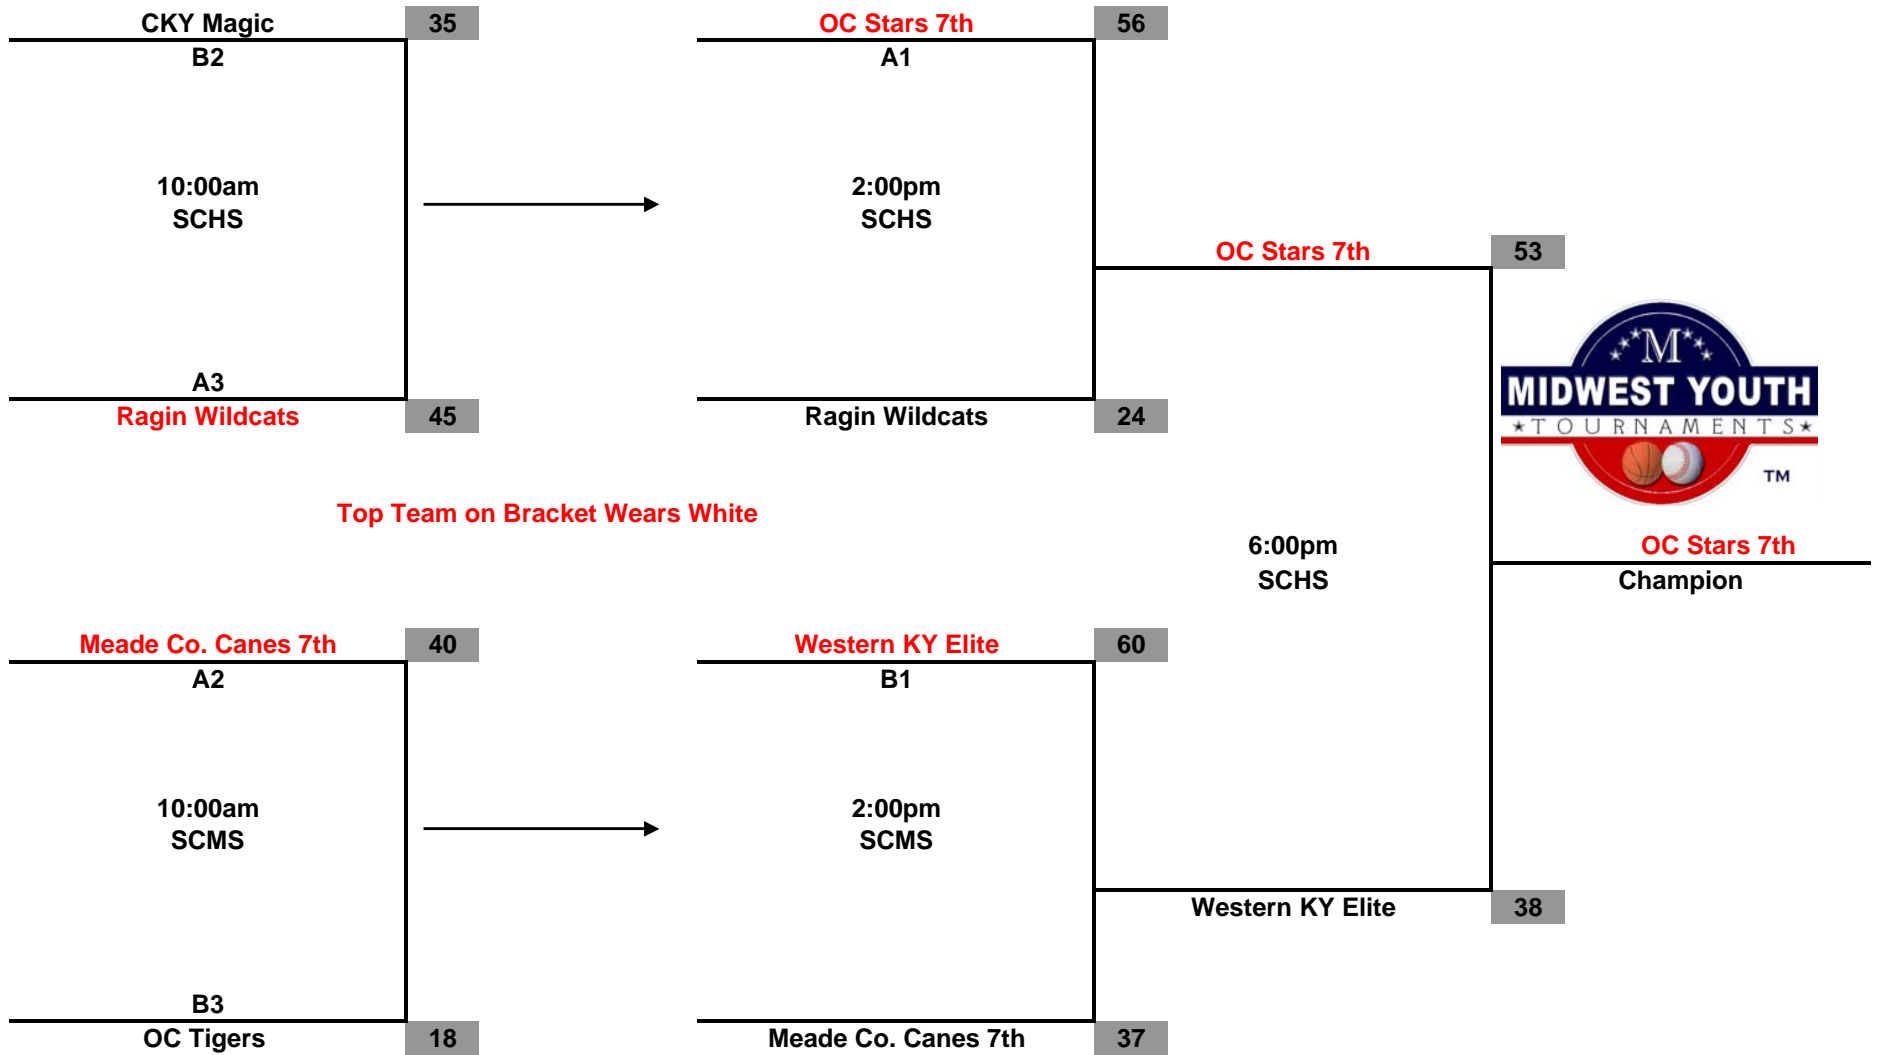 CKY Magic 35
B2
10:00am
SCHS
A3
Ragin Wildcats 45
OC Stars 7th 56
A1
2:00pm
SCHS
Ragin Wildcats 24
Top Team on Bracket Wears White
Meade Co. Canes 7th 40
A2
10:00am
SCMS
B3
OC Tigers 18
Western KY Elite 60
B1
2:00pm
SCMS
Meade Co. Canes 7th 37
OC Stars 7th 53
6:00pm
SCHS
Western KY Elite 38
M
MIDWEST YOUTH
TOURNAMENTS
TM
OC Stars 7th
Champion